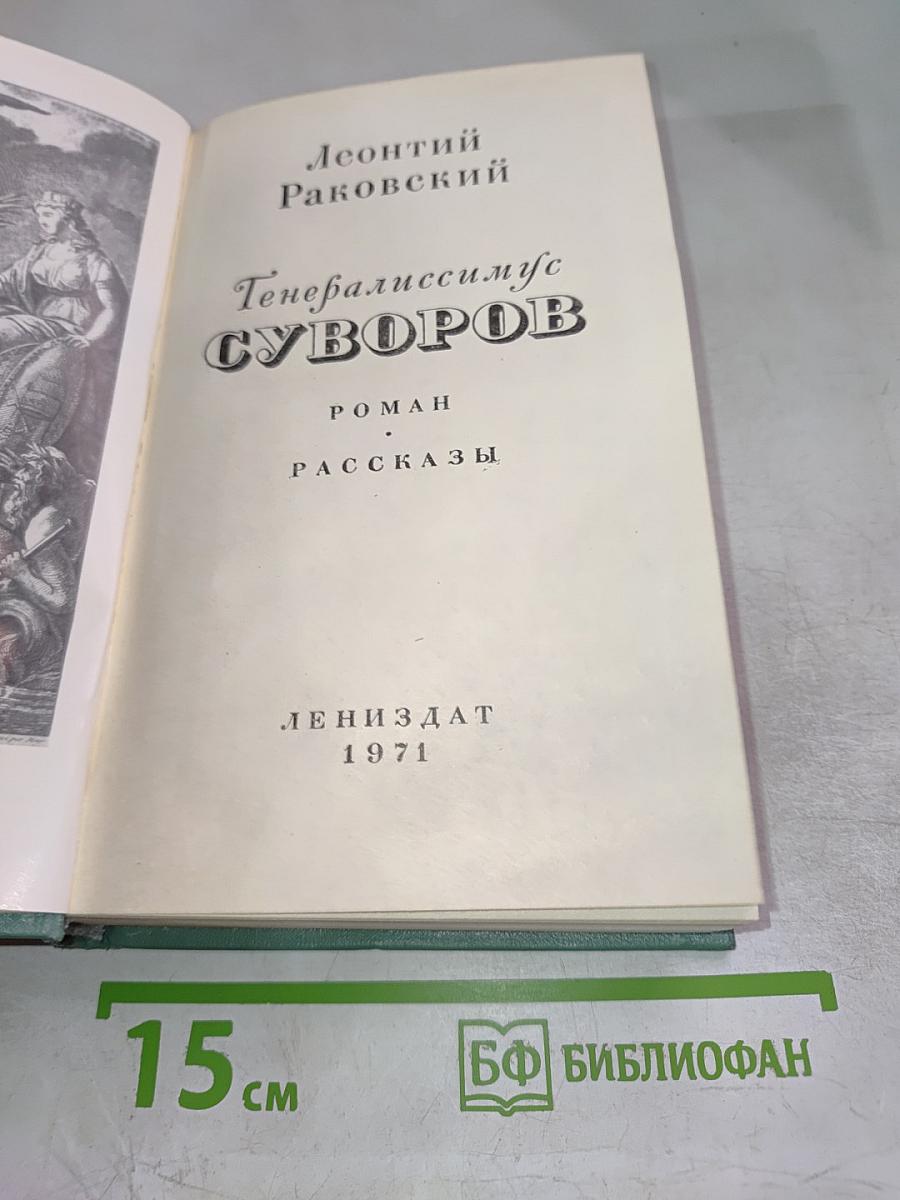 Леонтий
Раковский
Генералиссимус
СУВОРОВ
РОМАН
·
РАССКАЗЫ
ЛЕНИЗДАТ
1971
15 см
БФ БИБЛИОФАН